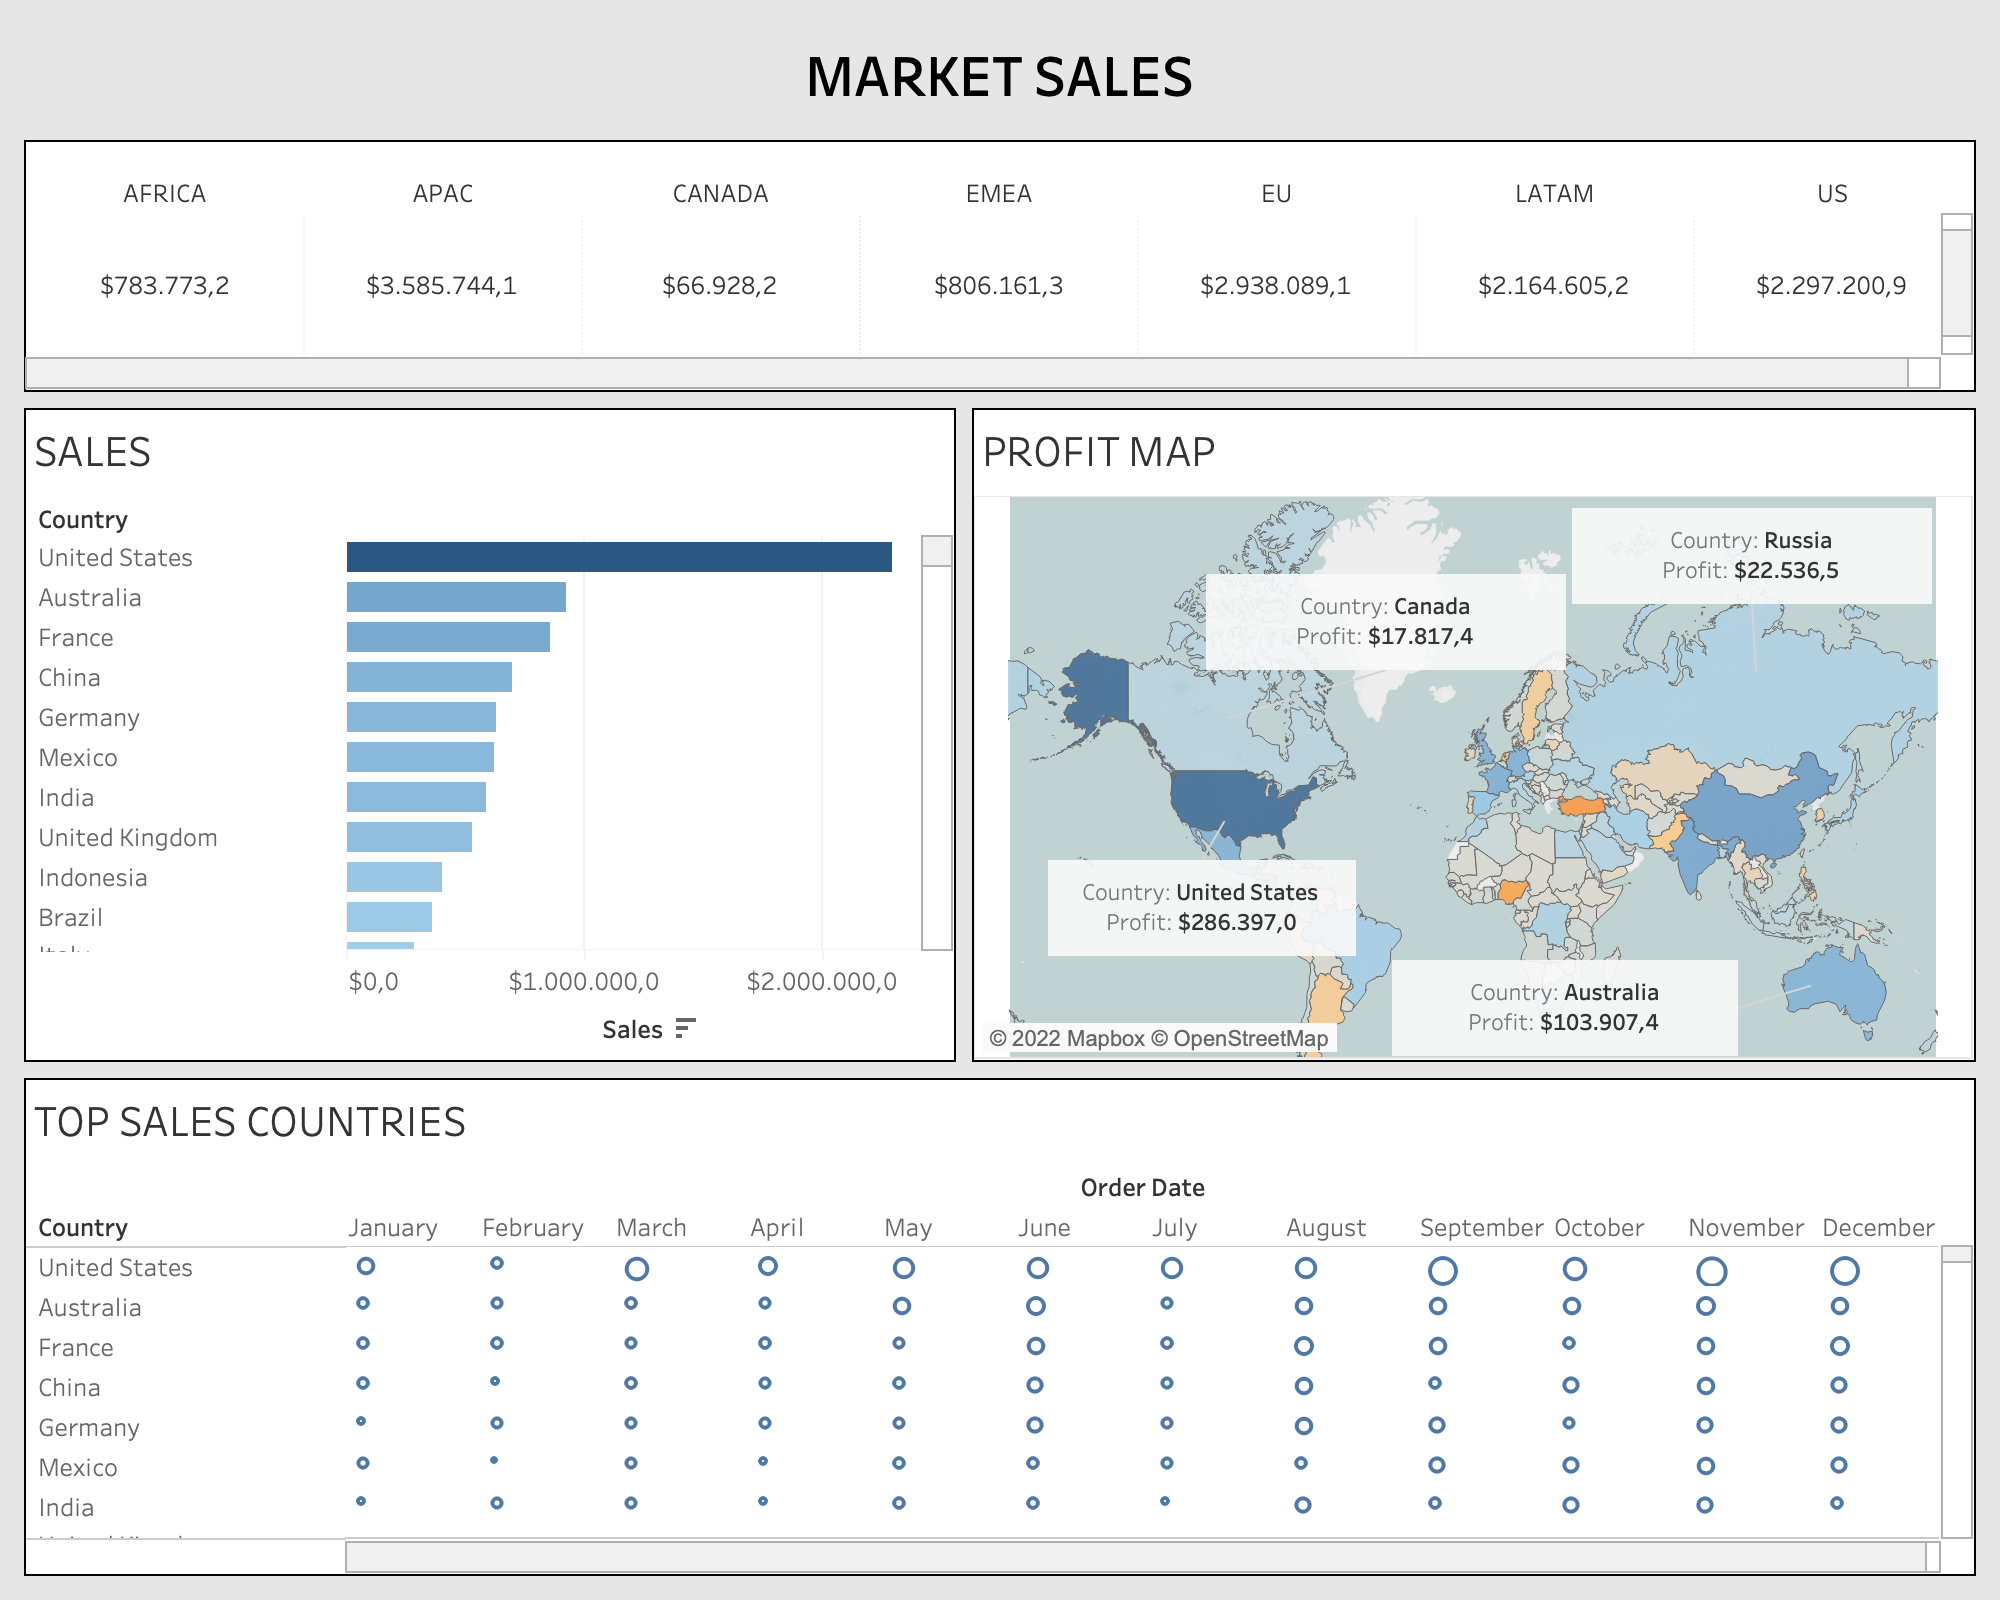 MARKET SALES
AFRICA APAC CANADA EMEA EU LATAM US
$783.773,2 $3.585.744,1 $66.928,2 $806.161,3 $2.938.089,1 $2.164.605,2 $2.297.200,9
SALES
Country
United States
Australia
France
China
Germany
Mexico
India
United Kingdom
Indonesia
Brazil
$0,0 $1.000.000,0 $2.000.000,0
Sales
PROFIT MAP
Country: Russia
Profit: $22.536,5
Country: Canada
Profit: $17.817,4
Country: United States
Profit: $286.397,0
Country: Australia
Profit: $103.907,4
© 2022 Mapbox © OpenStreetMap
TOP SALES COUNTRIES
Order Date
Country January February March April May June July August September October November December
United States
Australia
France
China
Germany
Mexico
India